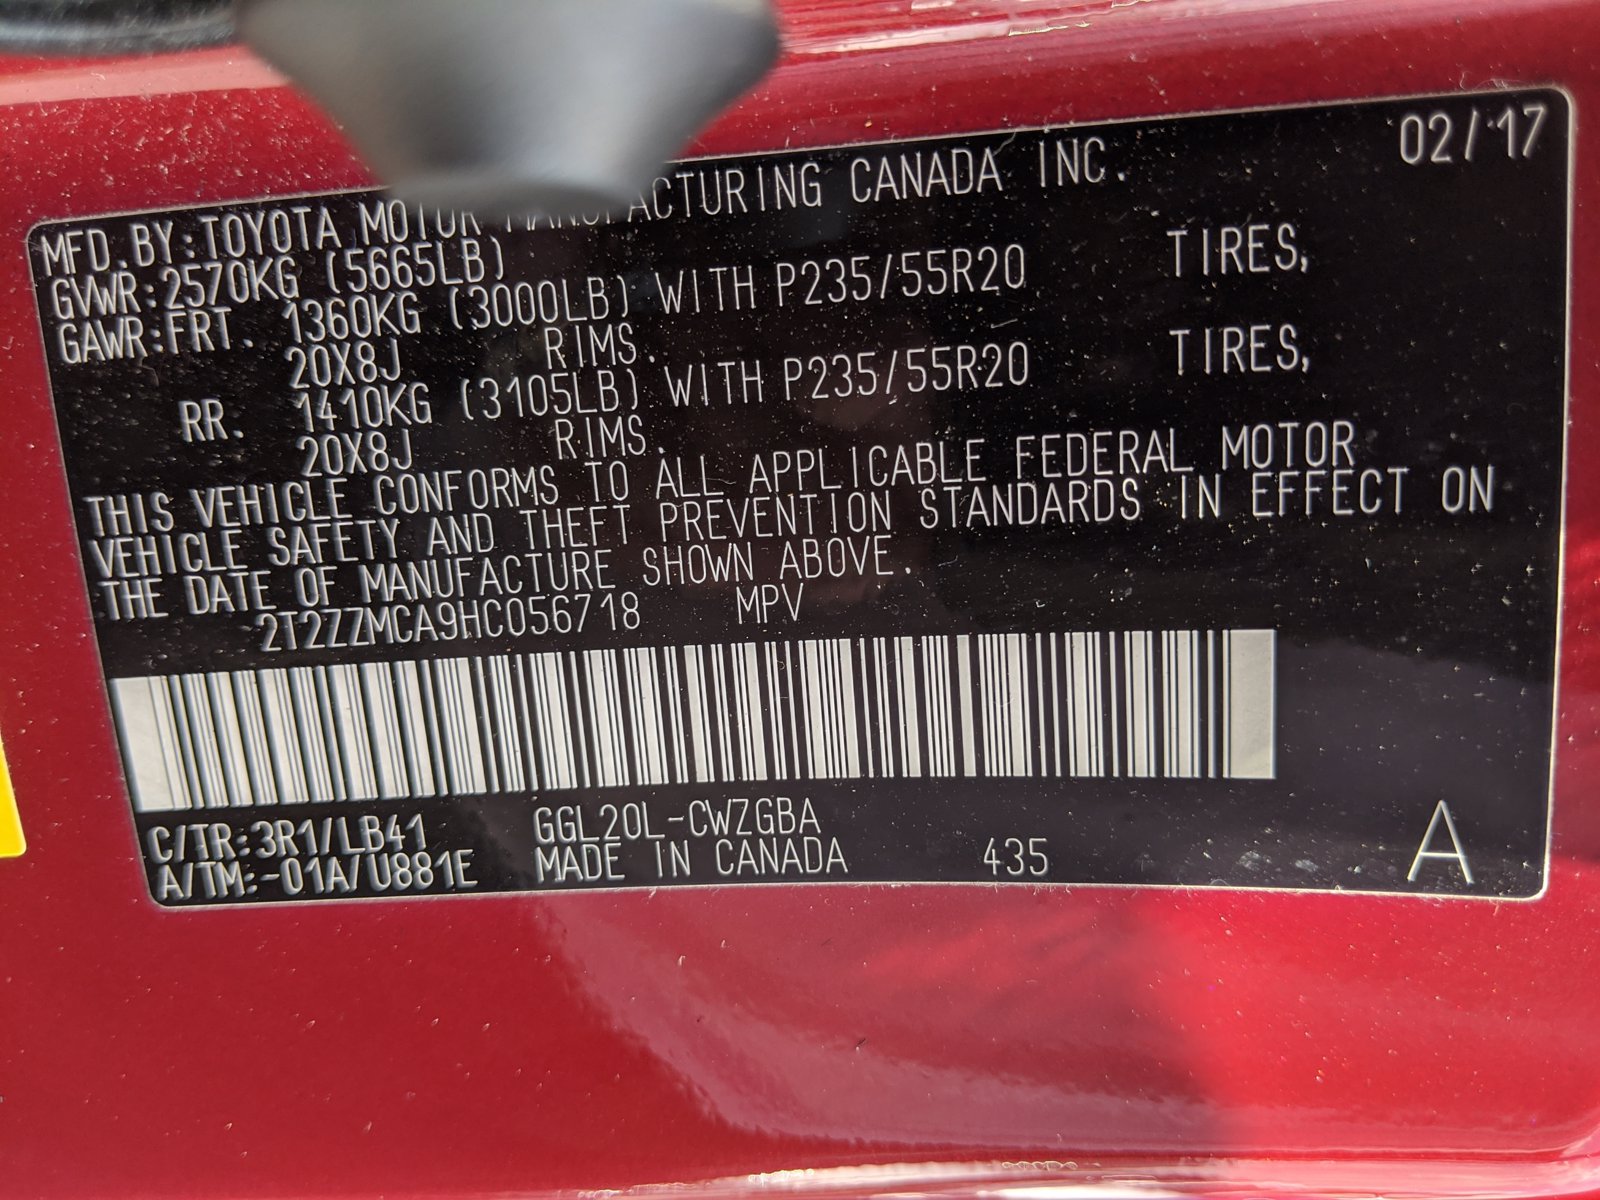 02/17
MFD. BY: TOYOTA MOTOR MANUFACTURING CANADA INC.
GVWR: 2570KG (5665LB)
GAWR: FRT. 1360KG (3000LB) WITH P235/55R20 TIRES,
20X8J RIMS.
RR. 1410KG (3105LB) WITH P235/55R20 TIRES,
20X8J RIMS.
THIS VEHICLE CONFORMS TO ALL APPLICABLE FEDERAL MOTOR
VEHICLE SAFETY AND THEFT PREVENTION STANDARDS IN EFFECT ON
THE DATE OF MANUFACTURE SHOWN ABOVE.
2T2ZZMCA9HC056718 MPV
C/TR: 3R1/LB41 GGL20L-CWZGBA
A/TM: -01A/U881E MADE IN CANADA 435 A